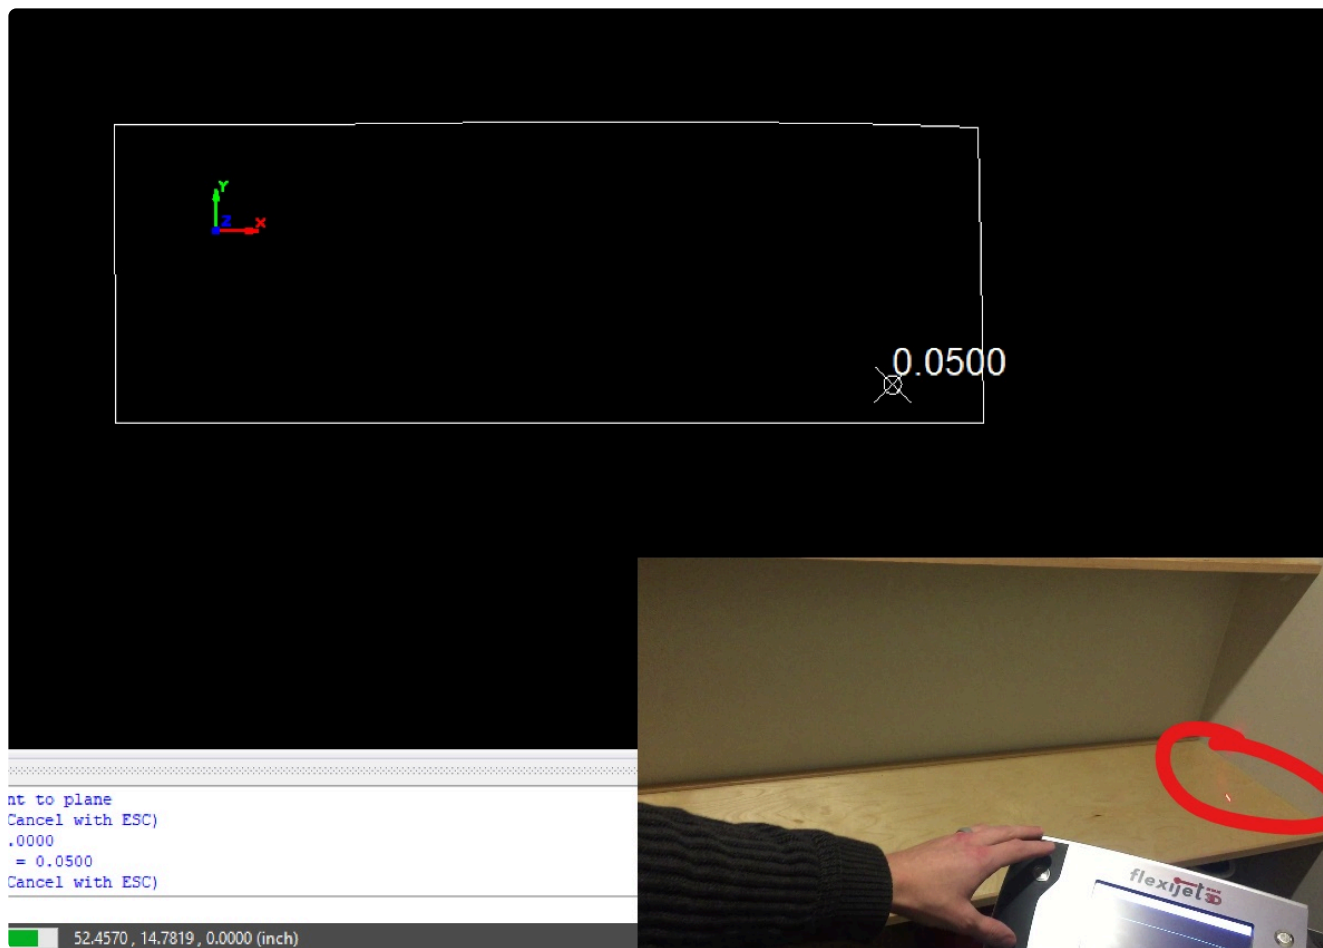 Y
Z
X
0.0500
nt to plane
Cancel with ESC)
.0000
= 0.0500
Cancel with ESC)
52.4570 , 14.7819 , 0.0000 (inch)
flexijet 3D